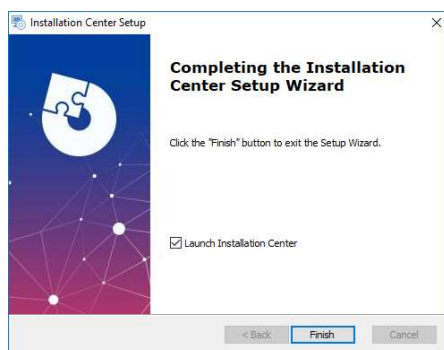 Installation Center Setup
Completing the Installation
Center Setup Wizard
Click the "Finish" button to exit the Setup Wizard.
Launch Installation Center
< Back Finish Cancel